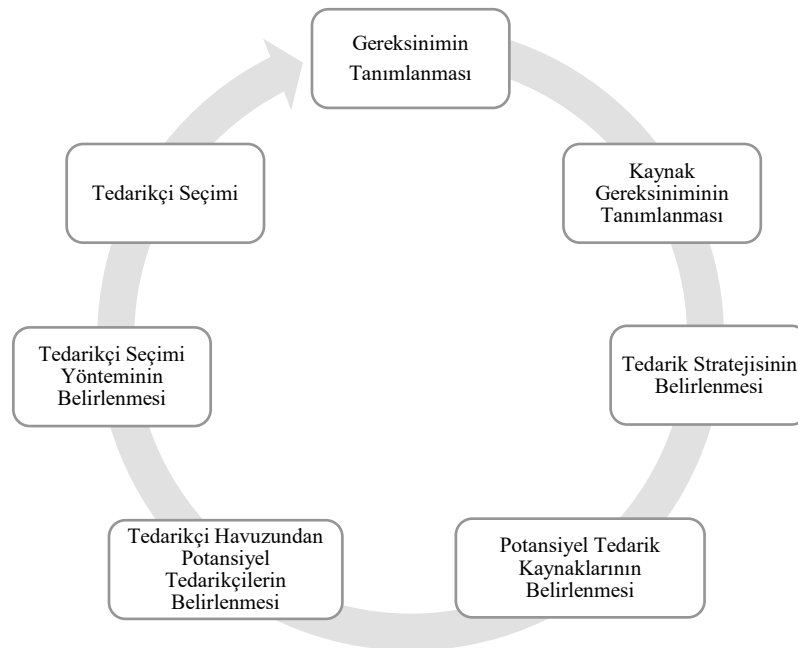 Gereksinimin
Tanımlanması
Kaynak
Gereksiniminin
Tanımlanması
Tedarik Stratejisinin
Belirlenmesi
Potansiyel Tedarik
Kaynaklarının
Belirlenmesi
Tedarikçi Havuzundan
Potansiyel
Tedarikçilerin
Belirlenmesi
Tedarikçi Seçimi
Yönteminin
Belirlenmesi
Tedarikçi Seçimi